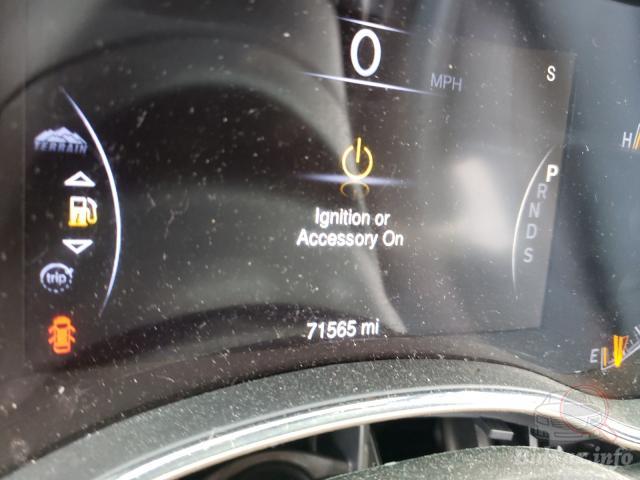 0
MPH
S
TERRAIN
H
P
R
N
D
S
Ignition or
Accessory On
trip
71565 mi
E